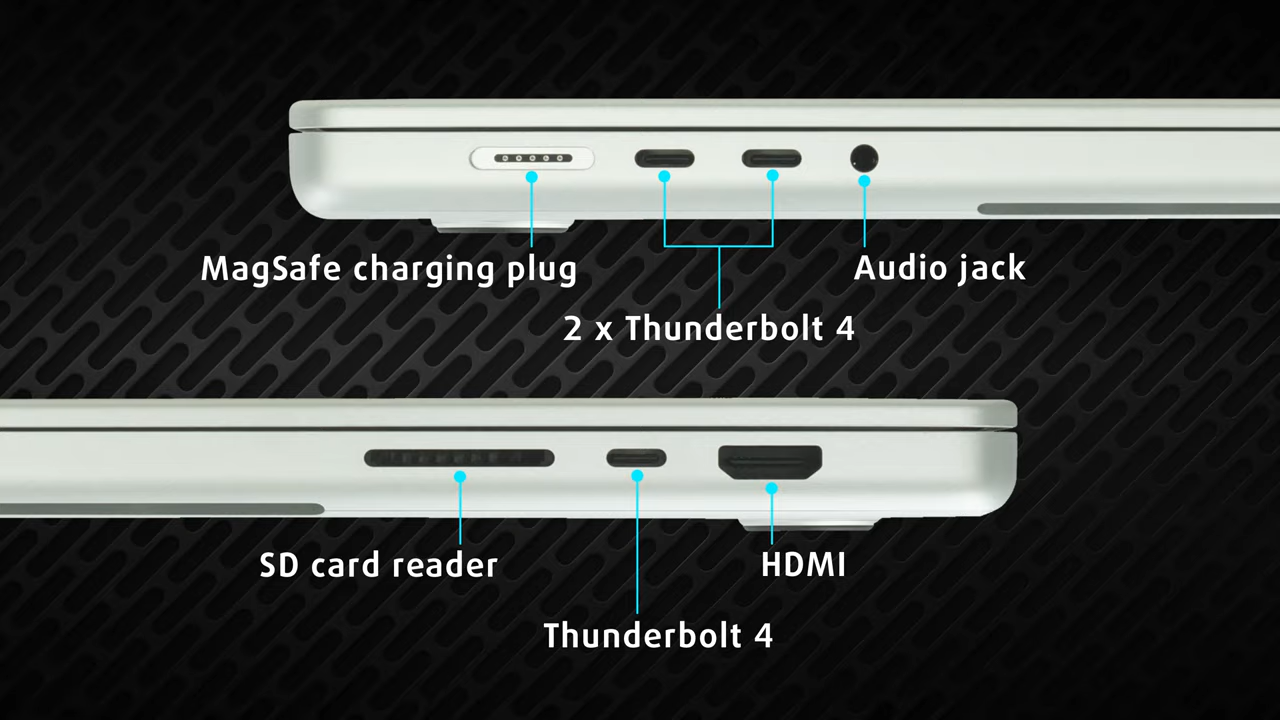 MagSafe charging plug
Audio jack
2 x Thunderbolt 4
SD card reader
HDMI
Thunderbolt 4